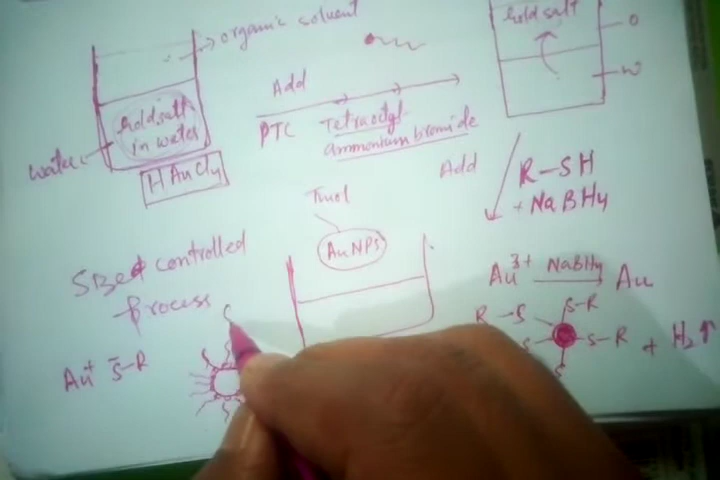 organic solvent
Gold salt
in water
water
HAuCl4
Add
PTC Tetraoctyl
ammonium bromide
Gold salt
O
W
Add
R-SH
+ NaBH4
Thiol
AuNPs
Size controlled
process
Au+ S̄-R
Au3+ NaBH4 Au
R-S
S-R
S
S-R
S
+ H2↑